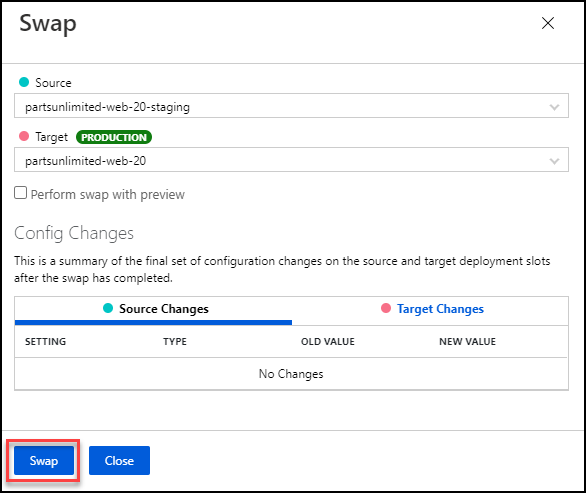 Swap
Source
partsunlimited-web-20-staging
Target PRODUCTION
partsunlimited-web-20
Perform swap with preview
Config Changes
This is a summary of the final set of configuration changes on the source and target deployment slots
after the swap has completed.
Source Changes Target Changes
SETTING TYPE OLD VALUE NEW VALUE
No Changes
Swap Close